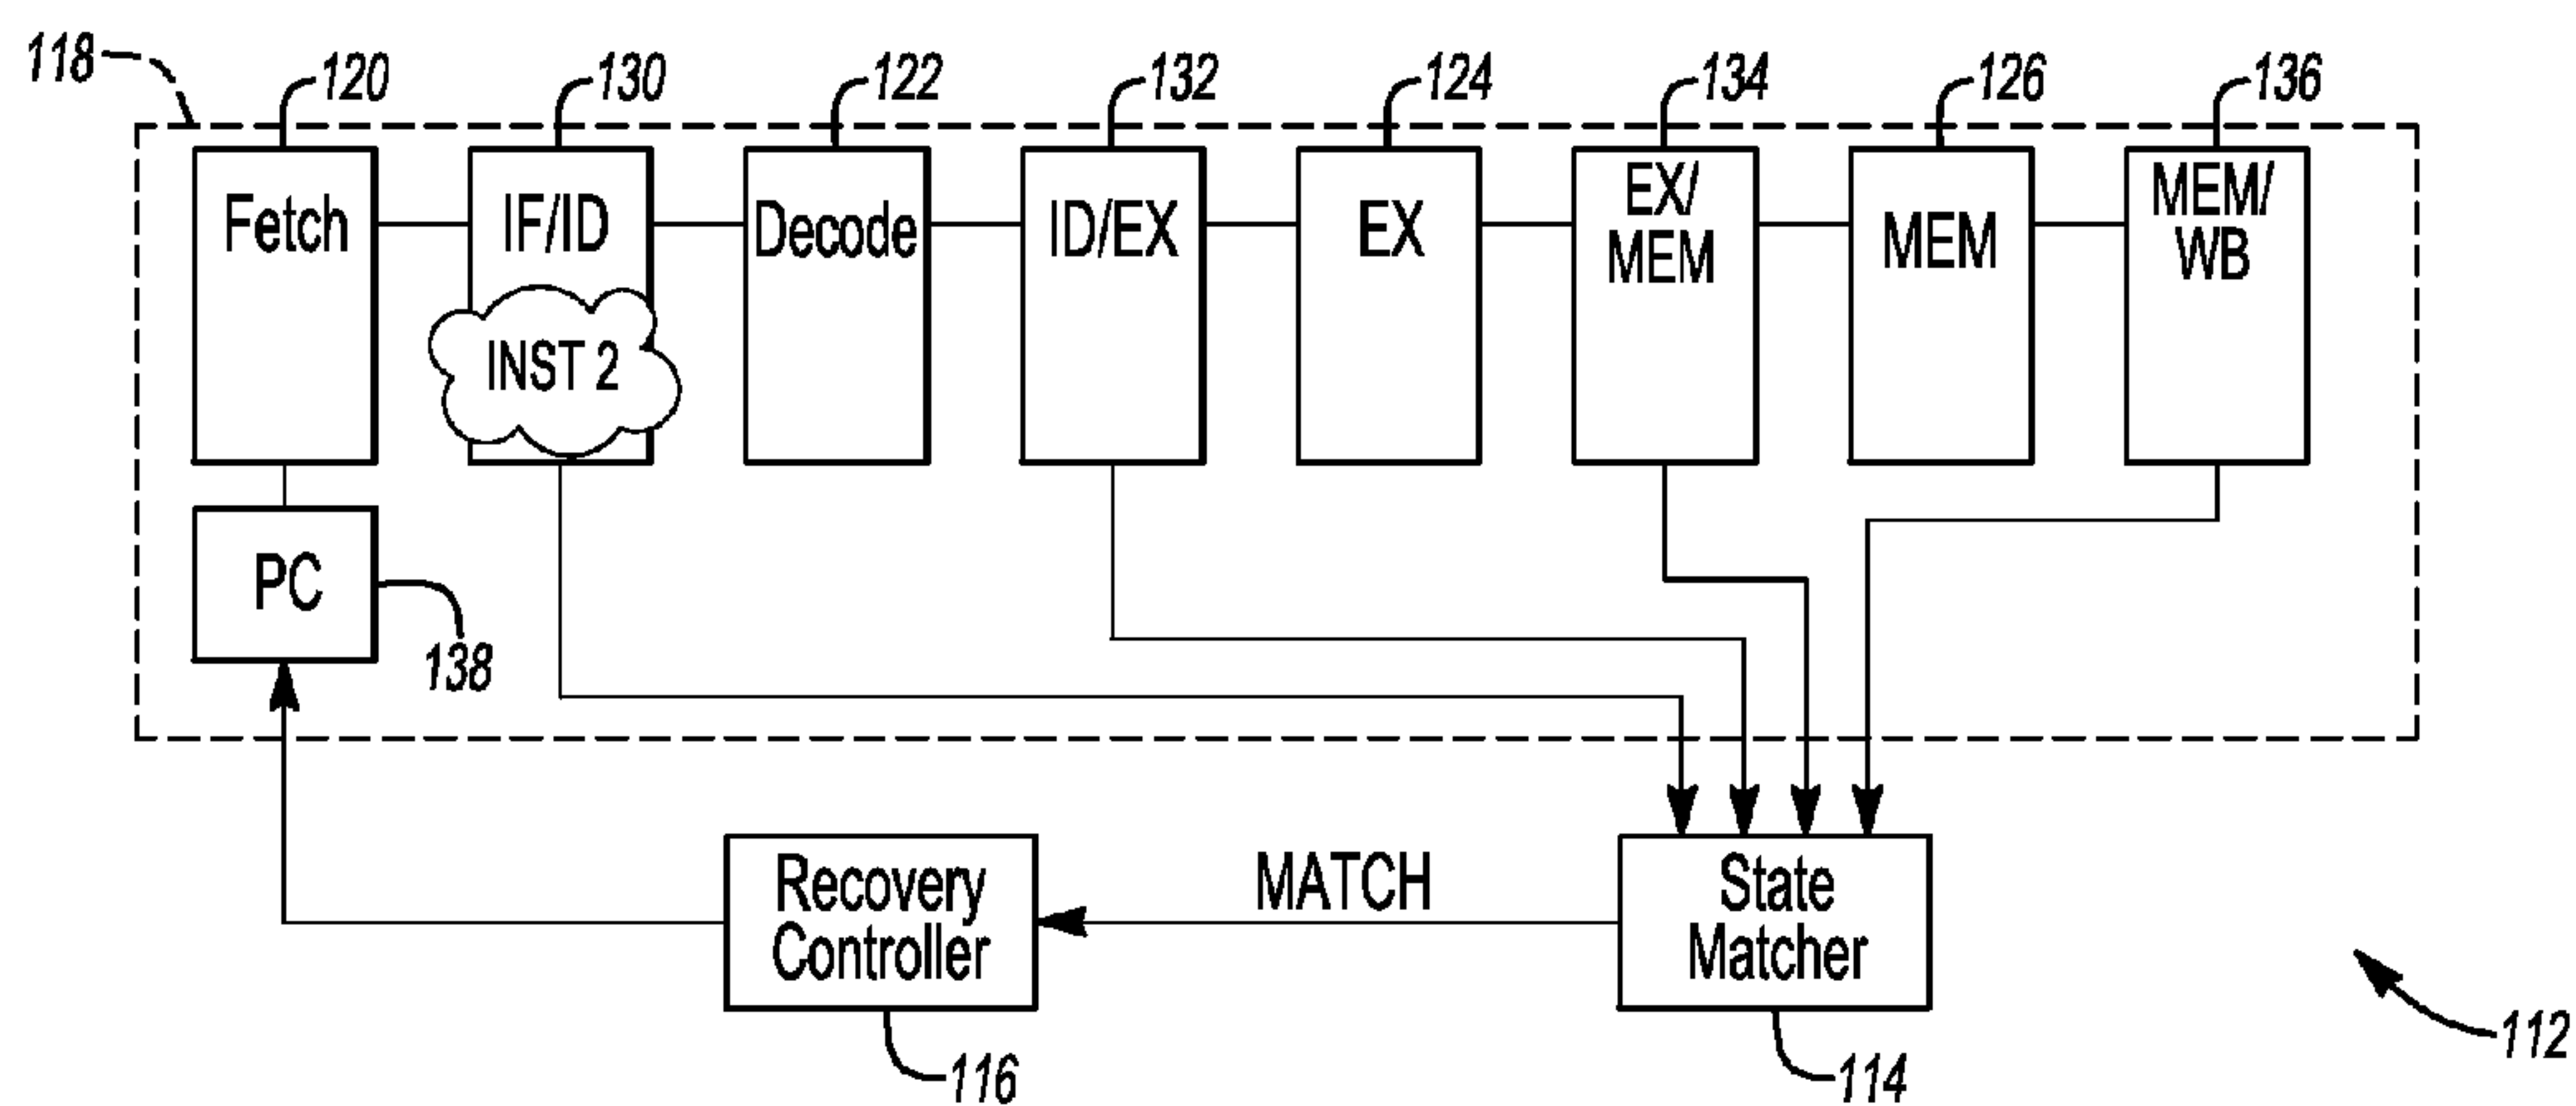 118
120
130
122
132
124
134
126
136
Fetch
IF/ID
Decode
ID/EX
EX
EX/
MEM
MEM
MEM/
WB
INST 2
PC
138
Recovery
Controller
MATCH
State
Matcher
116
114
112